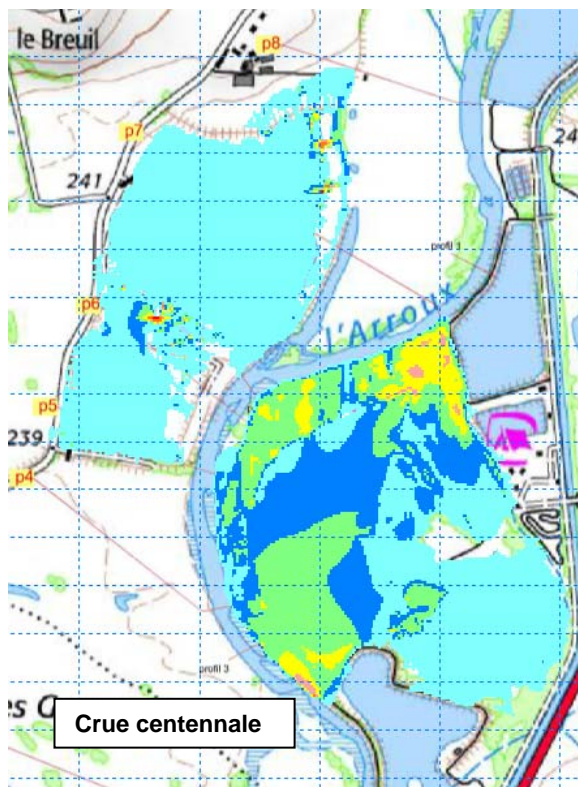 le Breuil
p8
p7
24
241
profil 1
p6
l'Arroux
p5
239
p4
profil 3
es G
Crue centennale